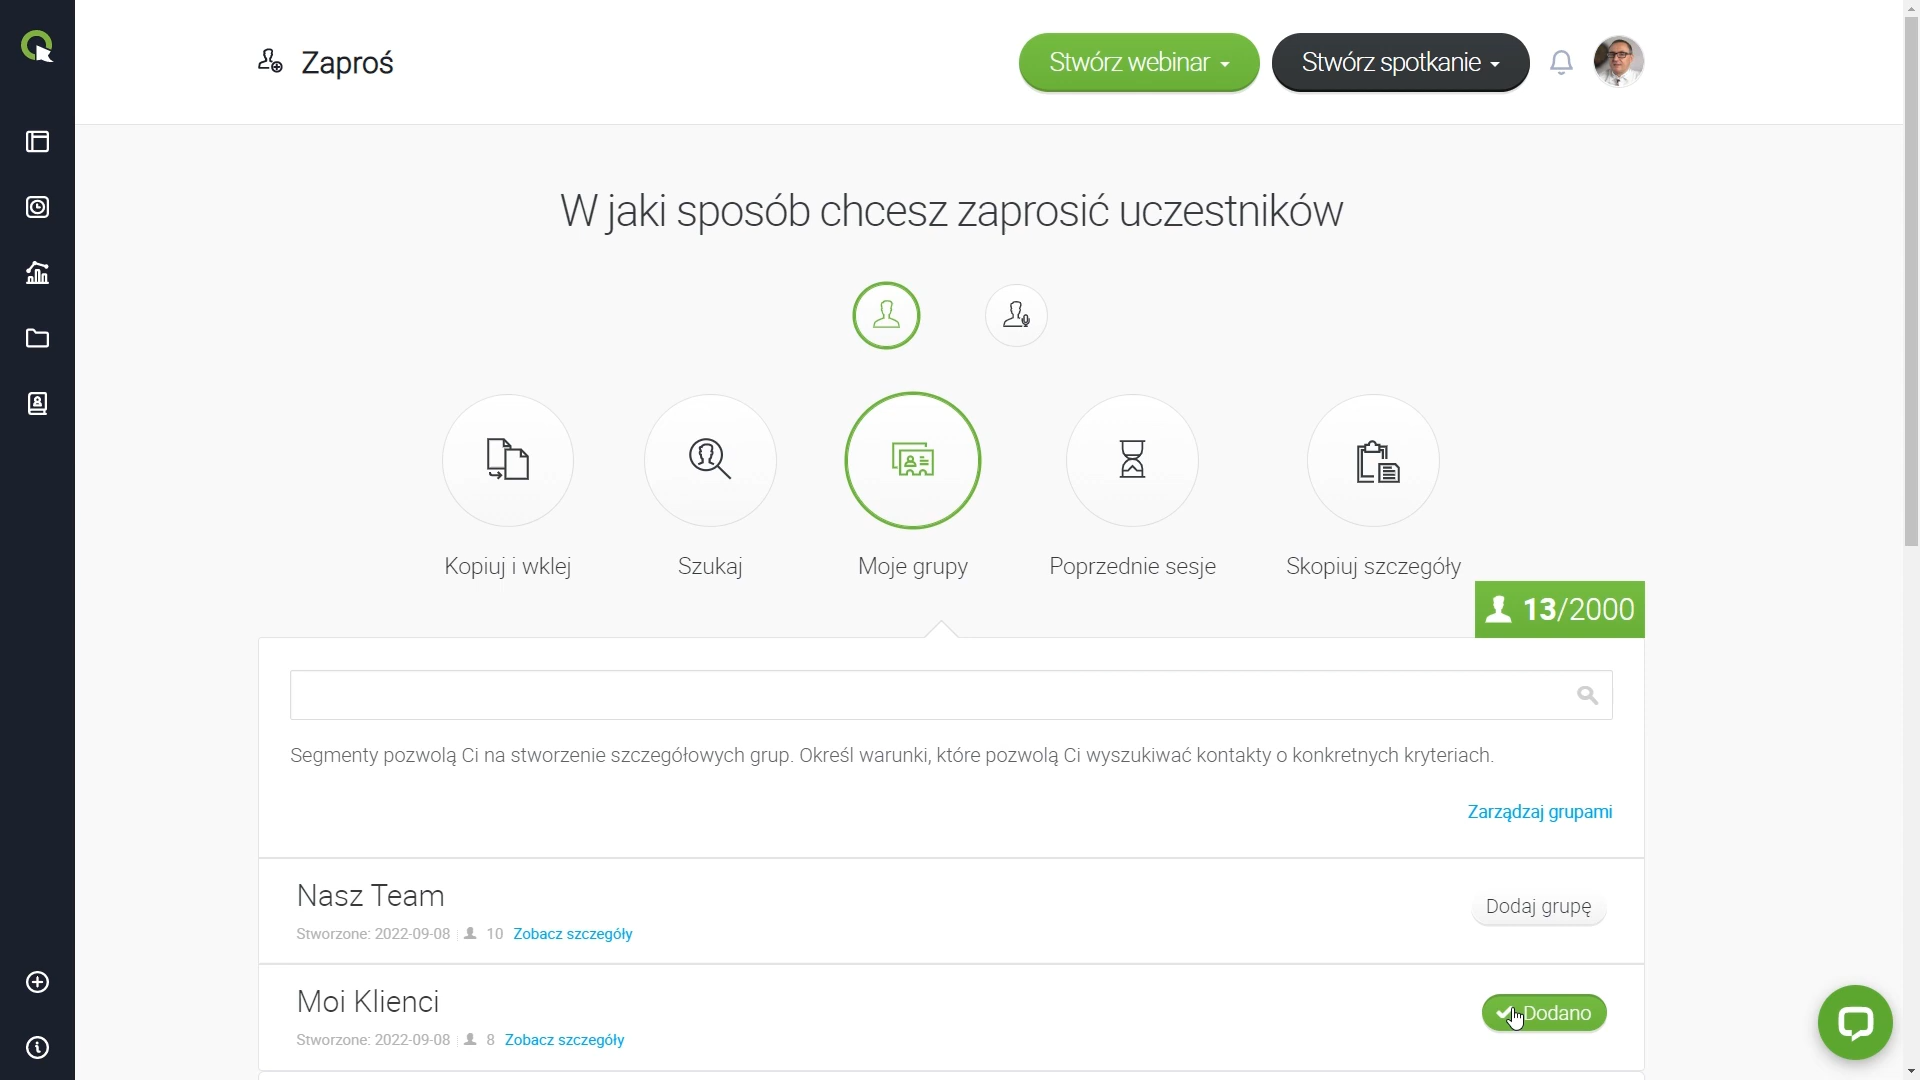 Zaproś
Stwórz webinar
Stwórz spotkanie
W jaki sposób chcesz zaprosić uczestników
Kopiuj i wklej
Szukaj
Moje grupy
Poprzednie sesje
Skopiuj szczegóły
13/2000
Segmenty pozwolą Ci na stworzenie szczegółowych grup. Określ warunki, które pozwolą Ci wyszukiwać kontakty o konkretnych kryteriach.
Zarządzaj grupami
Nasz Team
Dodaj grupę
Stworzone: 2022-09-08 10 Zobacz szczegóły
Moi Klienci
Dodano
Stworzone: 2022-09-08 8 Zobacz szczegóły